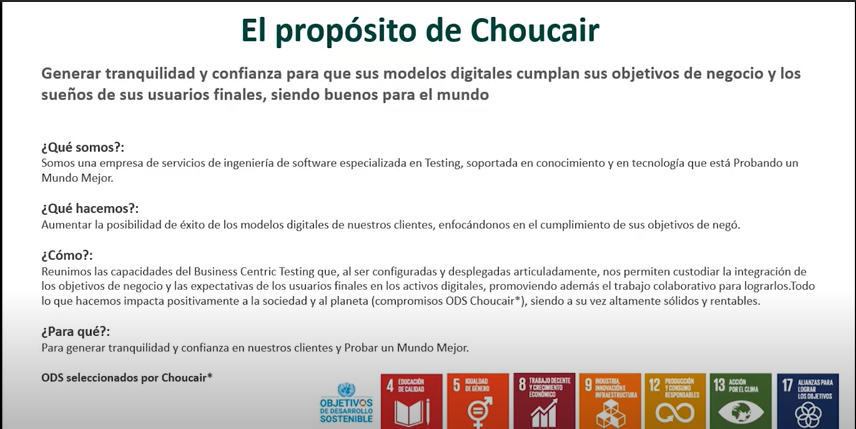 El propósito de Choucair
Generar tranquilidad y confianza para que sus modelos digitales cumplan sus objetivos de negocio y los
sueños de sus usuarios finales, siendo buenos para el mundo
¿Qué somos?:
Somos una empresa de servicios de ingeniería de software especializada en Testing, soportada en conocimiento y en tecnología que está Probando un
Mundo Mejor.
¿Qué hacemos?:
Aumentar la posibilidad de éxito de los modelos digitales de nuestros clientes, enfocándonos en el cumplimiento de sus objetivos de negó.
¿Cómo?:
Reunimos las capacidades del Business Centric Testing que, al ser configuradas y desplegadas articuladamente, nos permiten custodiar la integración de
los objetivos de negocio y las expectativas de los usuarios finales en los activos digitales, promoviendo además el trabajo colaborativo para lograrlos.Todo
lo que hacemos impacta positivamente a la sociedad y al planeta (compromisos ODS Choucair*), siendo a su vez altamente sólidos y rentables.
¿Para qué?:
Para generar tranquilidad y confianza en nuestros clientes y Probar un Mundo Mejor.
ODS seleccionados por Choucair*
OBJETIVOS
DE DESARROLLO
SOSTENIBLE
4 EDUCACIÓN
DE CALIDAD
5 IGUALDAD
DE GÉNERO
8 TRABAJO DECENTE
Y CRECIMIENTO
ECONÓMICO
9 INDUSTRIA,
INNOVACIÓN E
INFRAESTRUCTURA
12 PRODUCCIÓN
Y CONSUMO
RESPONSABLES
13 ACCIÓN
POR EL CLIMA
17 ALIANZAS PARA
LOGRAR
LOS OBJETIVOS